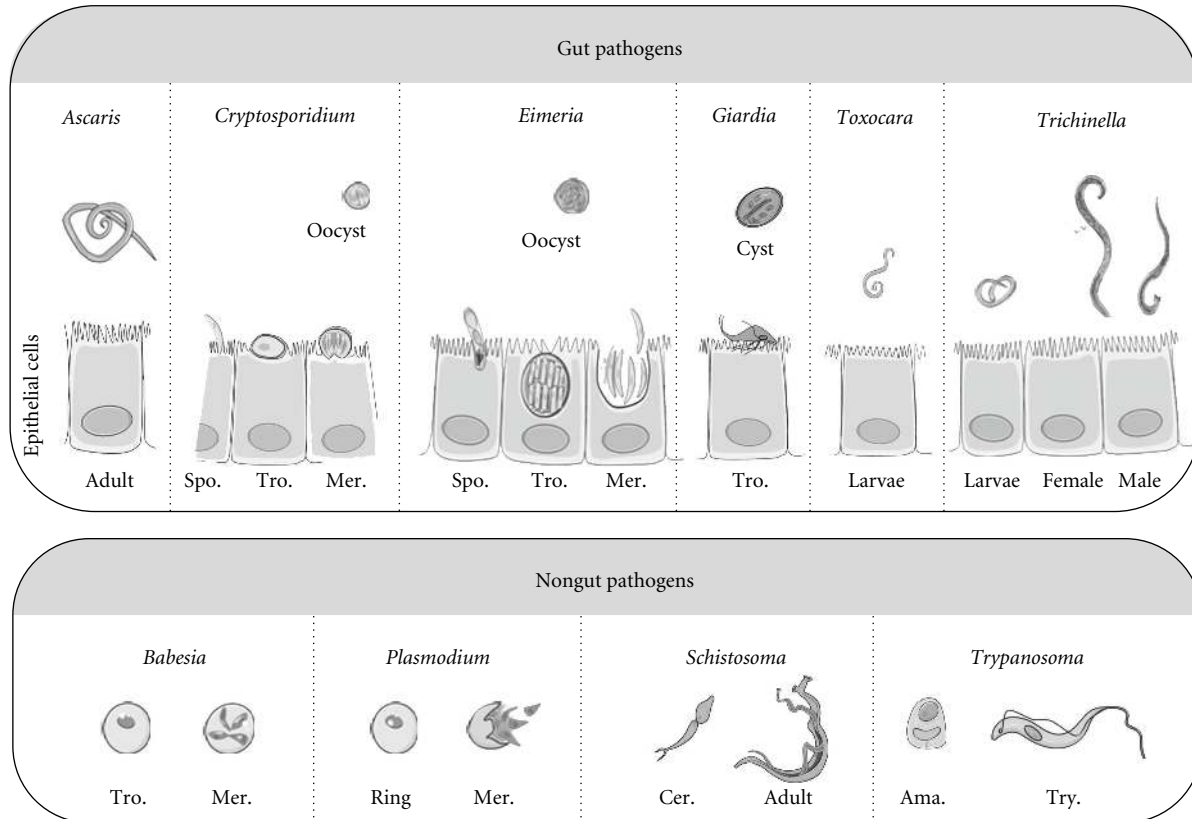 Gut pathogens
Ascaris
Cryptosporidium
Eimeria
Giardia
Toxocara
Trichinella
Oocyst
Oocyst
Cyst
Epithelial cells
Adult
Spo.
Tro.
Mer.
Spo.
Tro.
Mer.
Tro.
Larvae
Larvae
Female
Male
Nongut pathogens
Babesia
Plasmodium
Schistosoma
Trypanosoma
Tro.
Mer.
Ring
Mer.
Cer.
Adult
Ama.
Try.